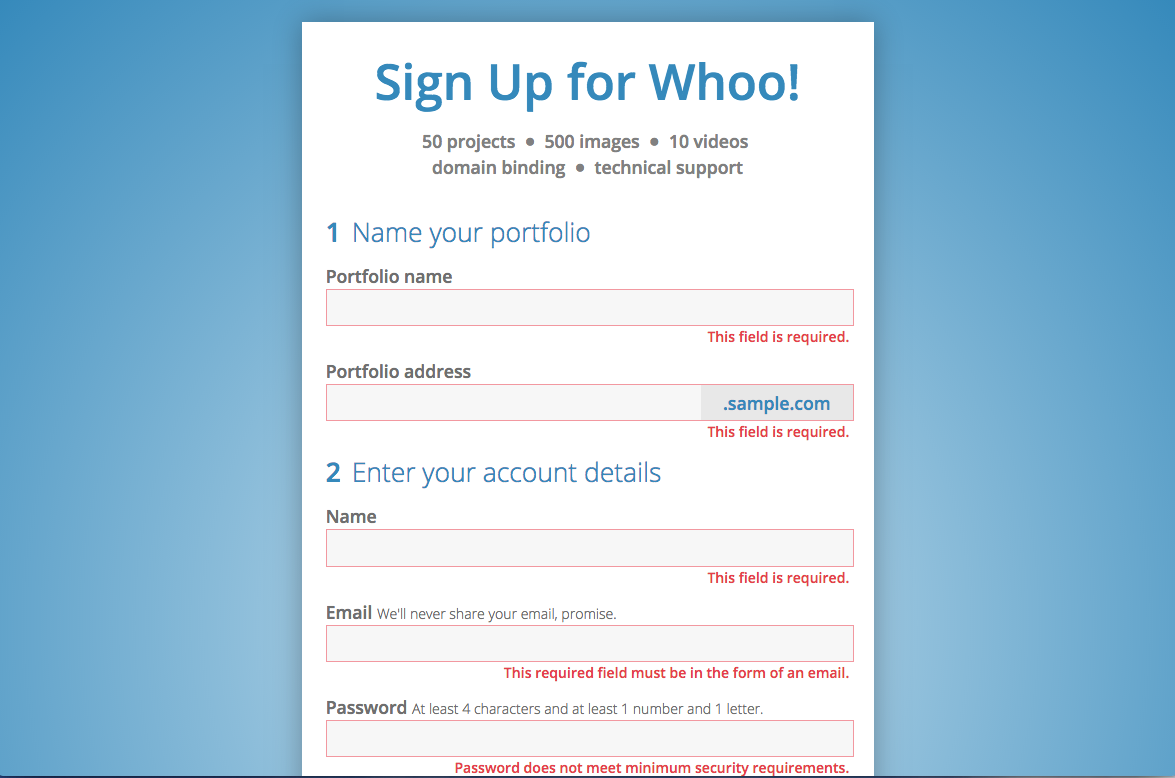 Sign Up for Whoo!
50 projects ● 500 images ● 10 videos
domain binding ● technical support
1 Name your portfolio
Portfolio name
This field is required.
Portfolio address
.sample.com
This field is required.
2 Enter your account details
Name
This field is required.
Email We'll never share your email, promise.
This required field must be in the form of an email.
Password At least 4 characters and at least 1 number and 1 letter.
Password does not meet minimum security requirements.